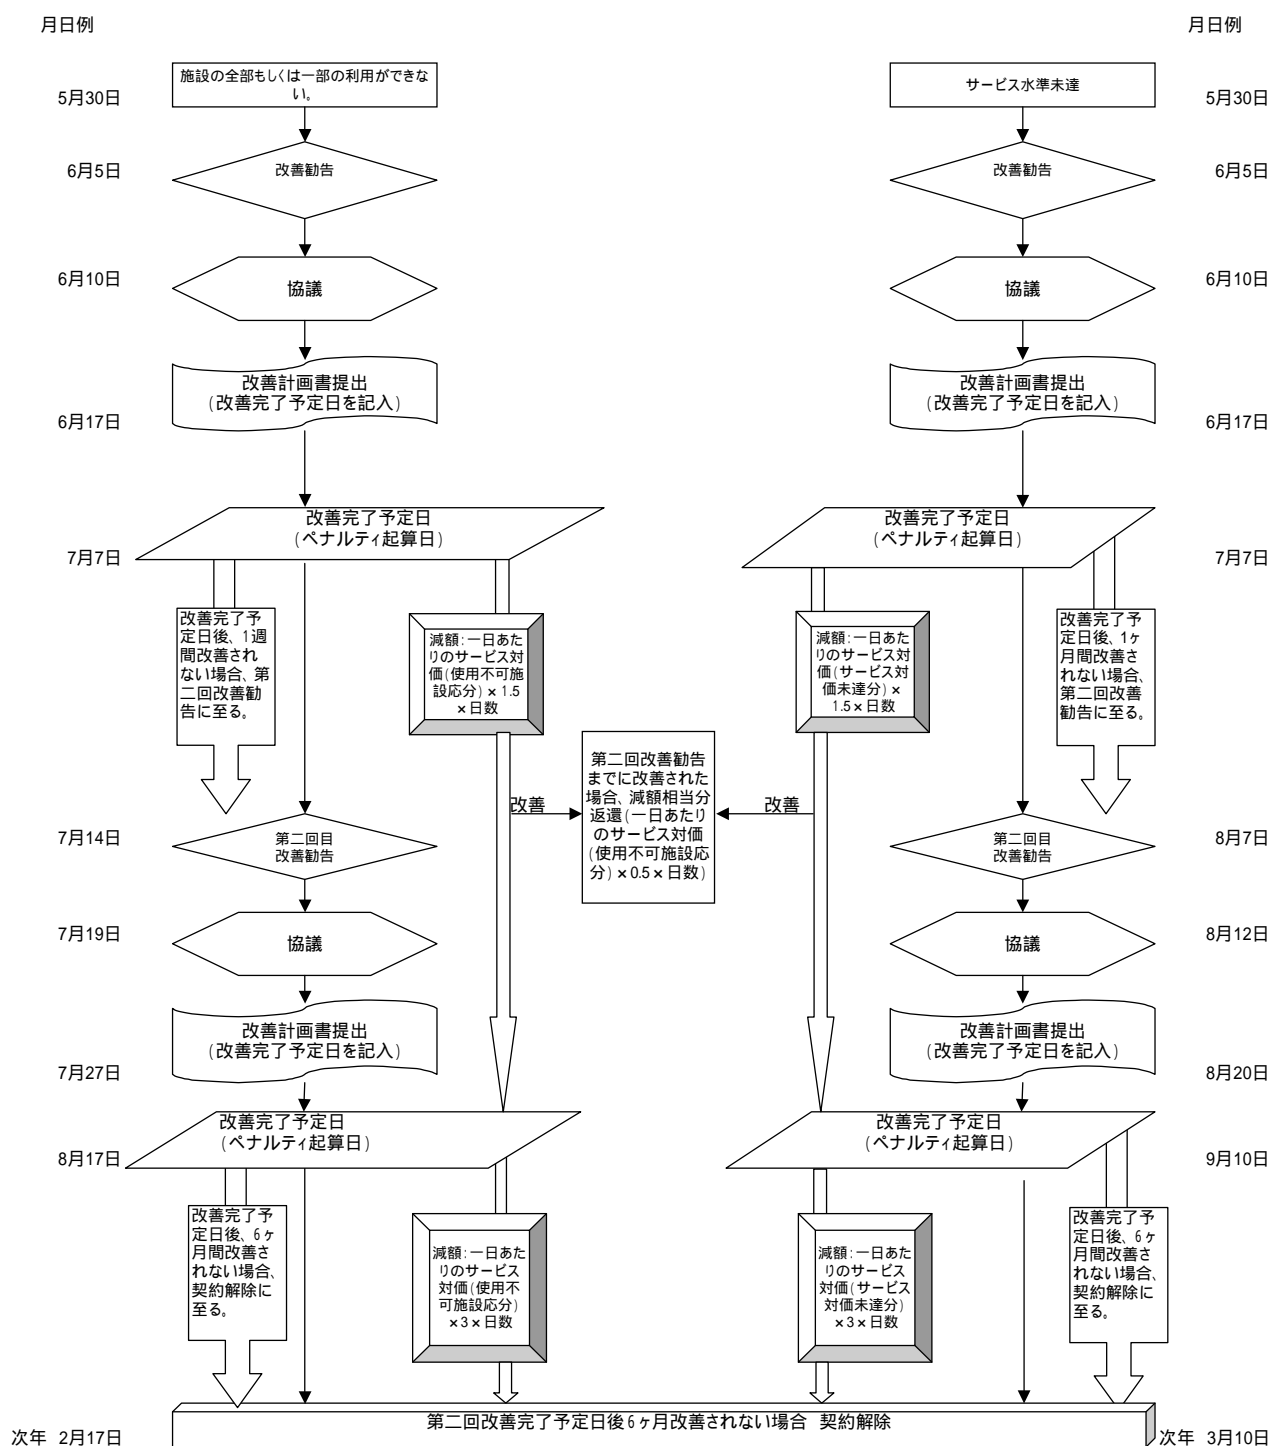 月日例
月日例
施設の全部もしくは一部の利用ができな
い。
サービス水準未達
5月30日
5月30日
6月5日
改善勧告
改善勧告
6月5日
6月10日
協議
協議
6月10日
改善計画書提出
(改善完了予定日を記入)
改善計画書提出
(改善完了予定日を記入)
6月17日
6月17日
改善完了予定日
(ペナルティ起算日)
改善完了予定日
(ペナルティ起算日)
7月7日
7月7日
改善完了予
定日後、1週
間改善され
ない場合、第
二回改善勧
告に至る。
減額:一日あた
りのサービス対
価(使用不可施
設応分)×1.5
×日数
減額:一日あた
りのサービス対
価(サービス対
価未達分)×
1.5×日数
改善完了予
定日後、1ヶ
月間改善さ
れない場合、
第二回改善
勧告に至る。
第二回改善勧告
までに改善された
場合、減額相当分
返還(一日あたり
のサービス対価
(使用不可施設応
分)×0.5×日数)
改善
改善
7月14日
第二回目
改善勧告
第二回目
改善勧告
8月7日
7月19日
協議
協議
8月12日
改善計画書提出
(改善完了予定日を記入)
改善計画書提出
(改善完了予定日を記入)
7月27日
8月20日
改善完了予定日
(ペナルティ起算日)
改善完了予定日
(ペナルティ起算日)
8月17日
9月10日
改善完了予
定日後、6ヶ
月間改善さ
れない場合、
契約解除に
至る。
減額:一日あた
りのサービス
対価(使用不
可施設応分)
×3×日数
減額:一日あた
りのサービス
対価(サービス
対価未達分)
×3×日数
改善完了予
定日後、6ヶ
月間改善さ
れない場合、
契約解除に
至る。
第二回改善完了予定日後6ヶ月改善されない場合 契約解除
次年 2月17日
次年 3月10日